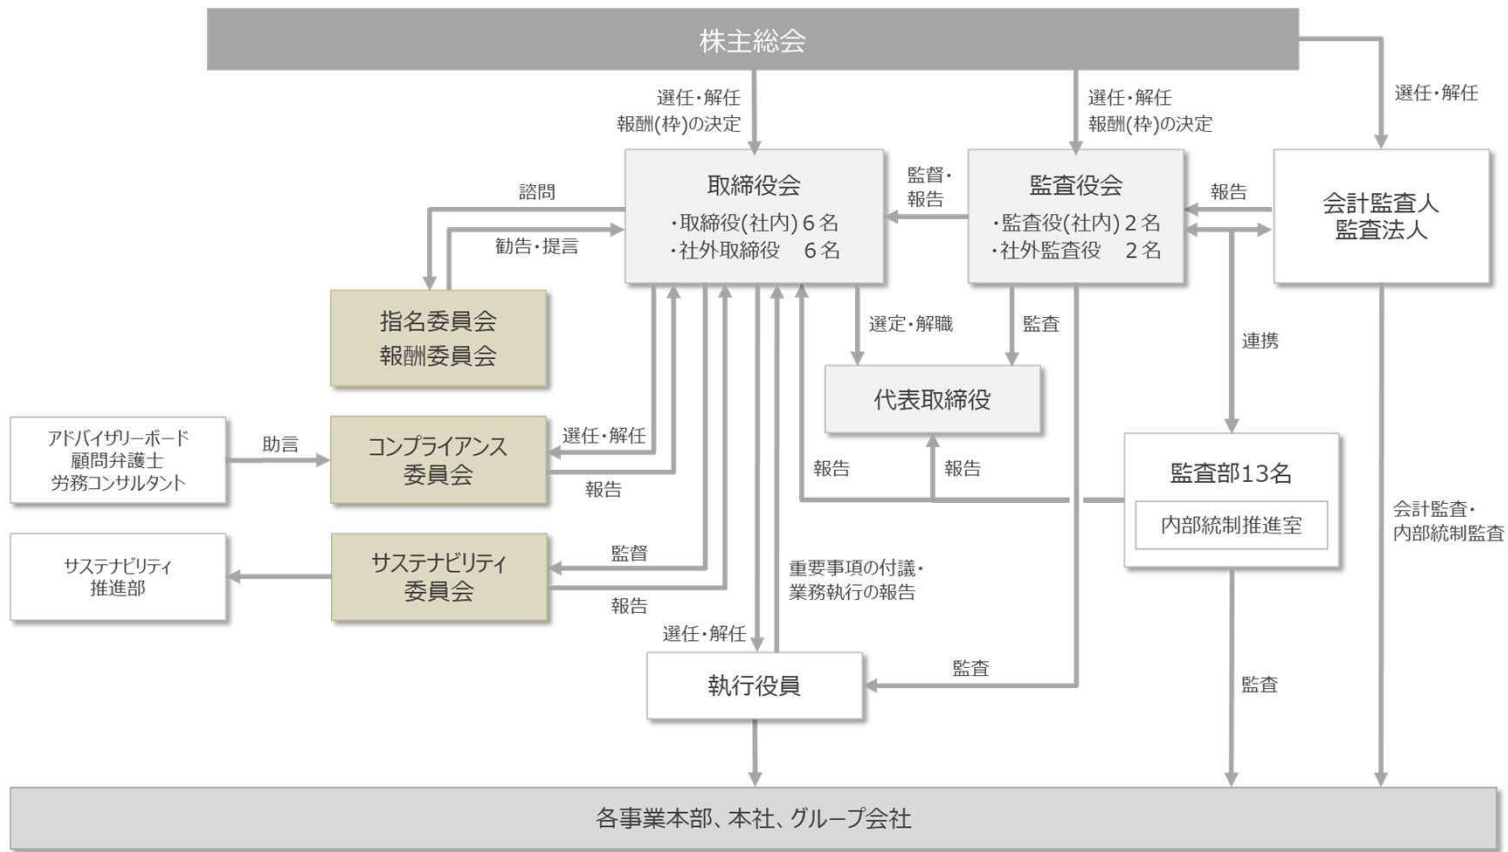 株主総会
選任・解任
報酬(枠)の決定
選任・解任
報酬(枠)の決定
選任・解任
取締役会
・取締役(社内)6名
・社外取締役　6名
監督・
報告
監査役会
・監査役(社内)2名
・社外監査役　2名
報告
会計監査人
監査法人
諮問
勧告・提言
指名委員会
報酬委員会
選定・解職
監査
連携
代表取締役
アドバイザリーボード
顧問弁護士
労務コンサルタント
助言
コンプライアンス
委員会
選任・解任
報告
報告
報告
監査部13名
内部統制推進室
会計監査・
内部統制監査
サステナビリティ
推進部
サステナビリティ
委員会
監督
報告
重要事項の付議・
業務執行の報告
選任・解任
執行役員
監査
監査
各事業本部、本社、グループ会社